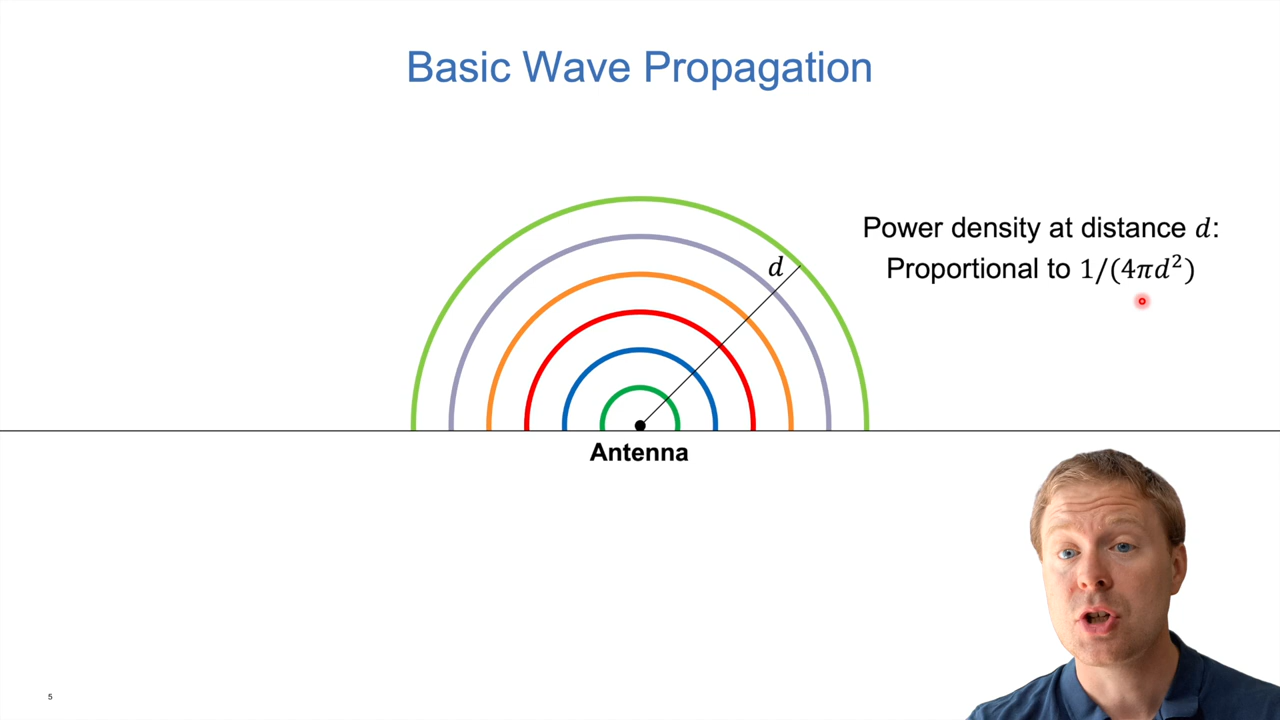 Basic Wave Propagation
Power density at distance 𝑑:
Proportional to 1/(4𝜋𝑑²)
𝑑
Antenna
5